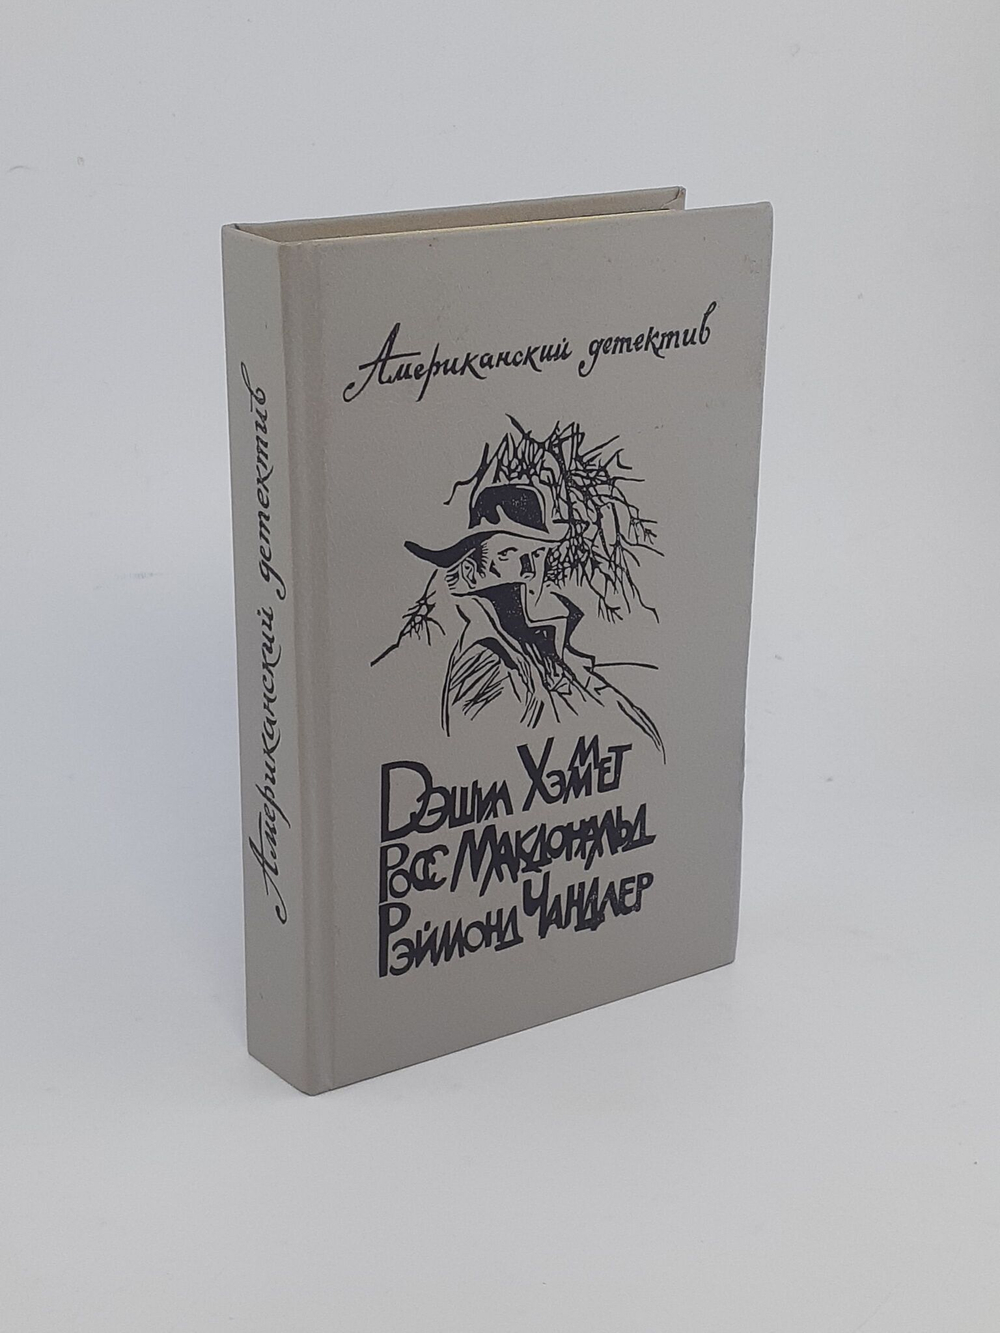 Американский детектив
Американский детектив
Дэшил Хэммет
Росс Макдональд
Рэймонд Чандлер